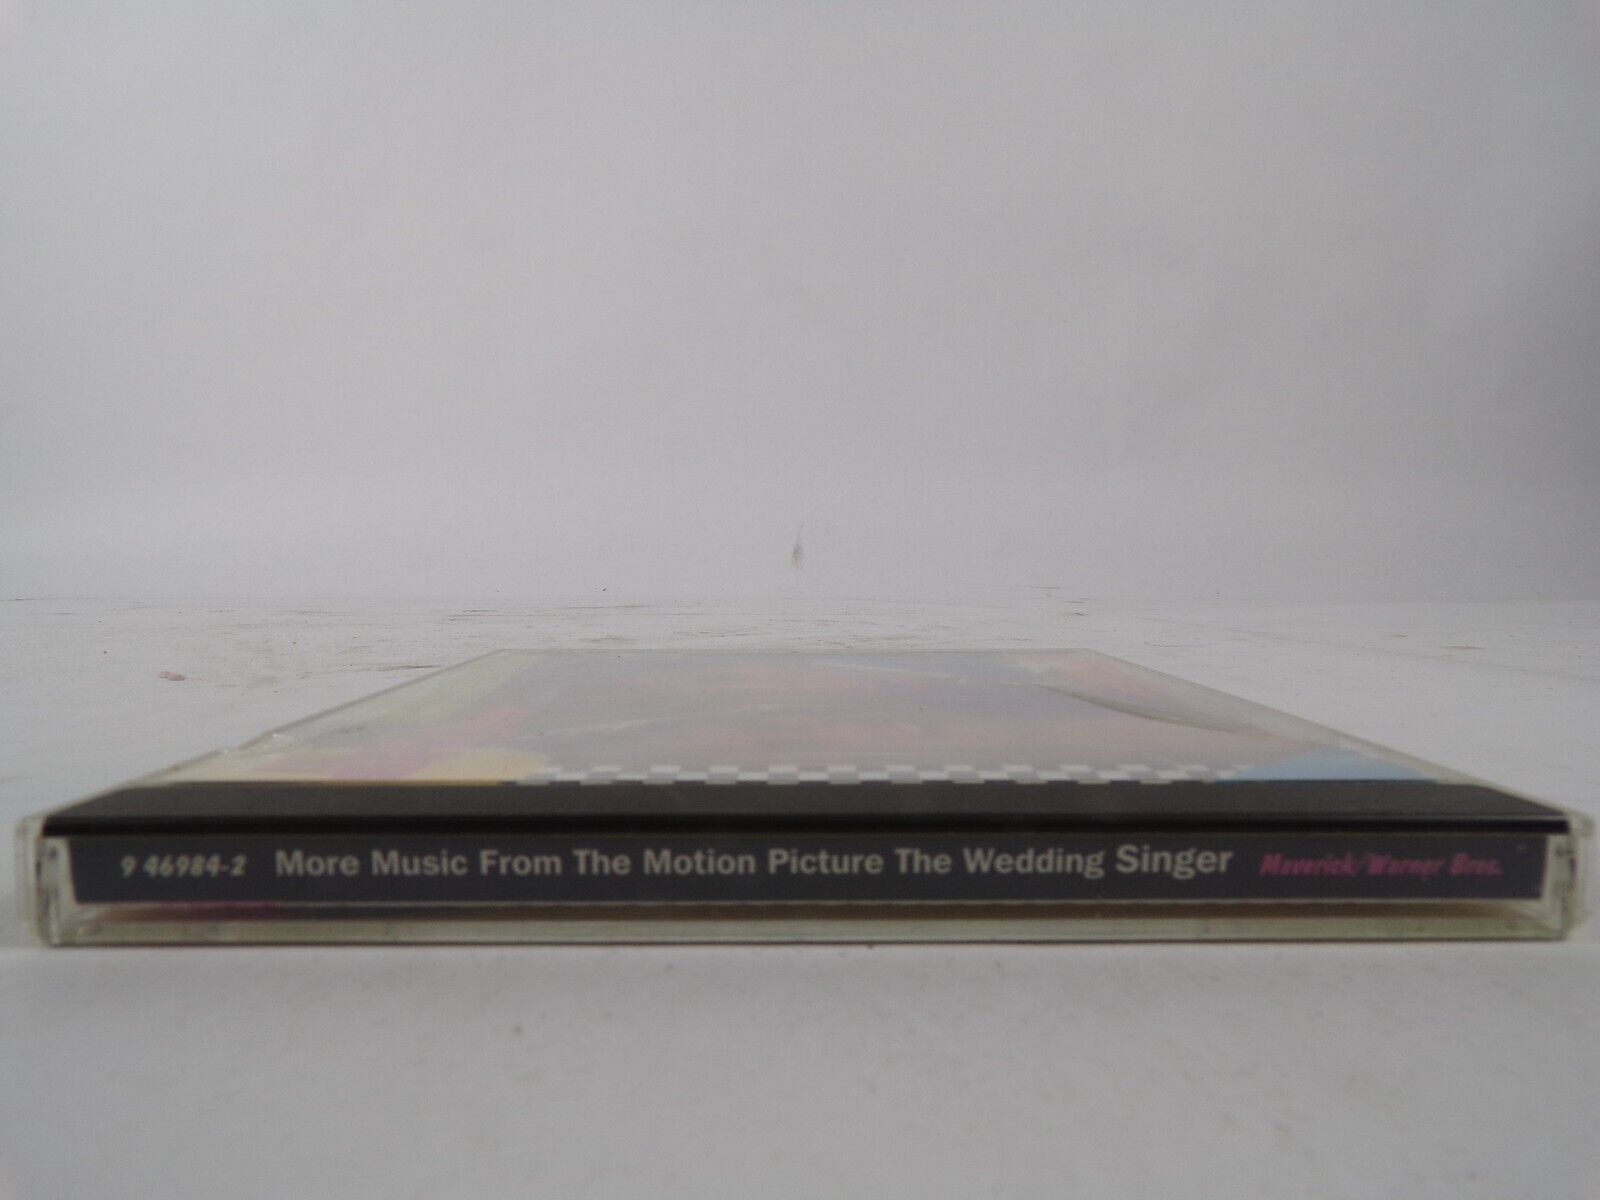 9 46984-2 More Music From The Motion Picture The Wedding Singer Maverick/Warner Bros.